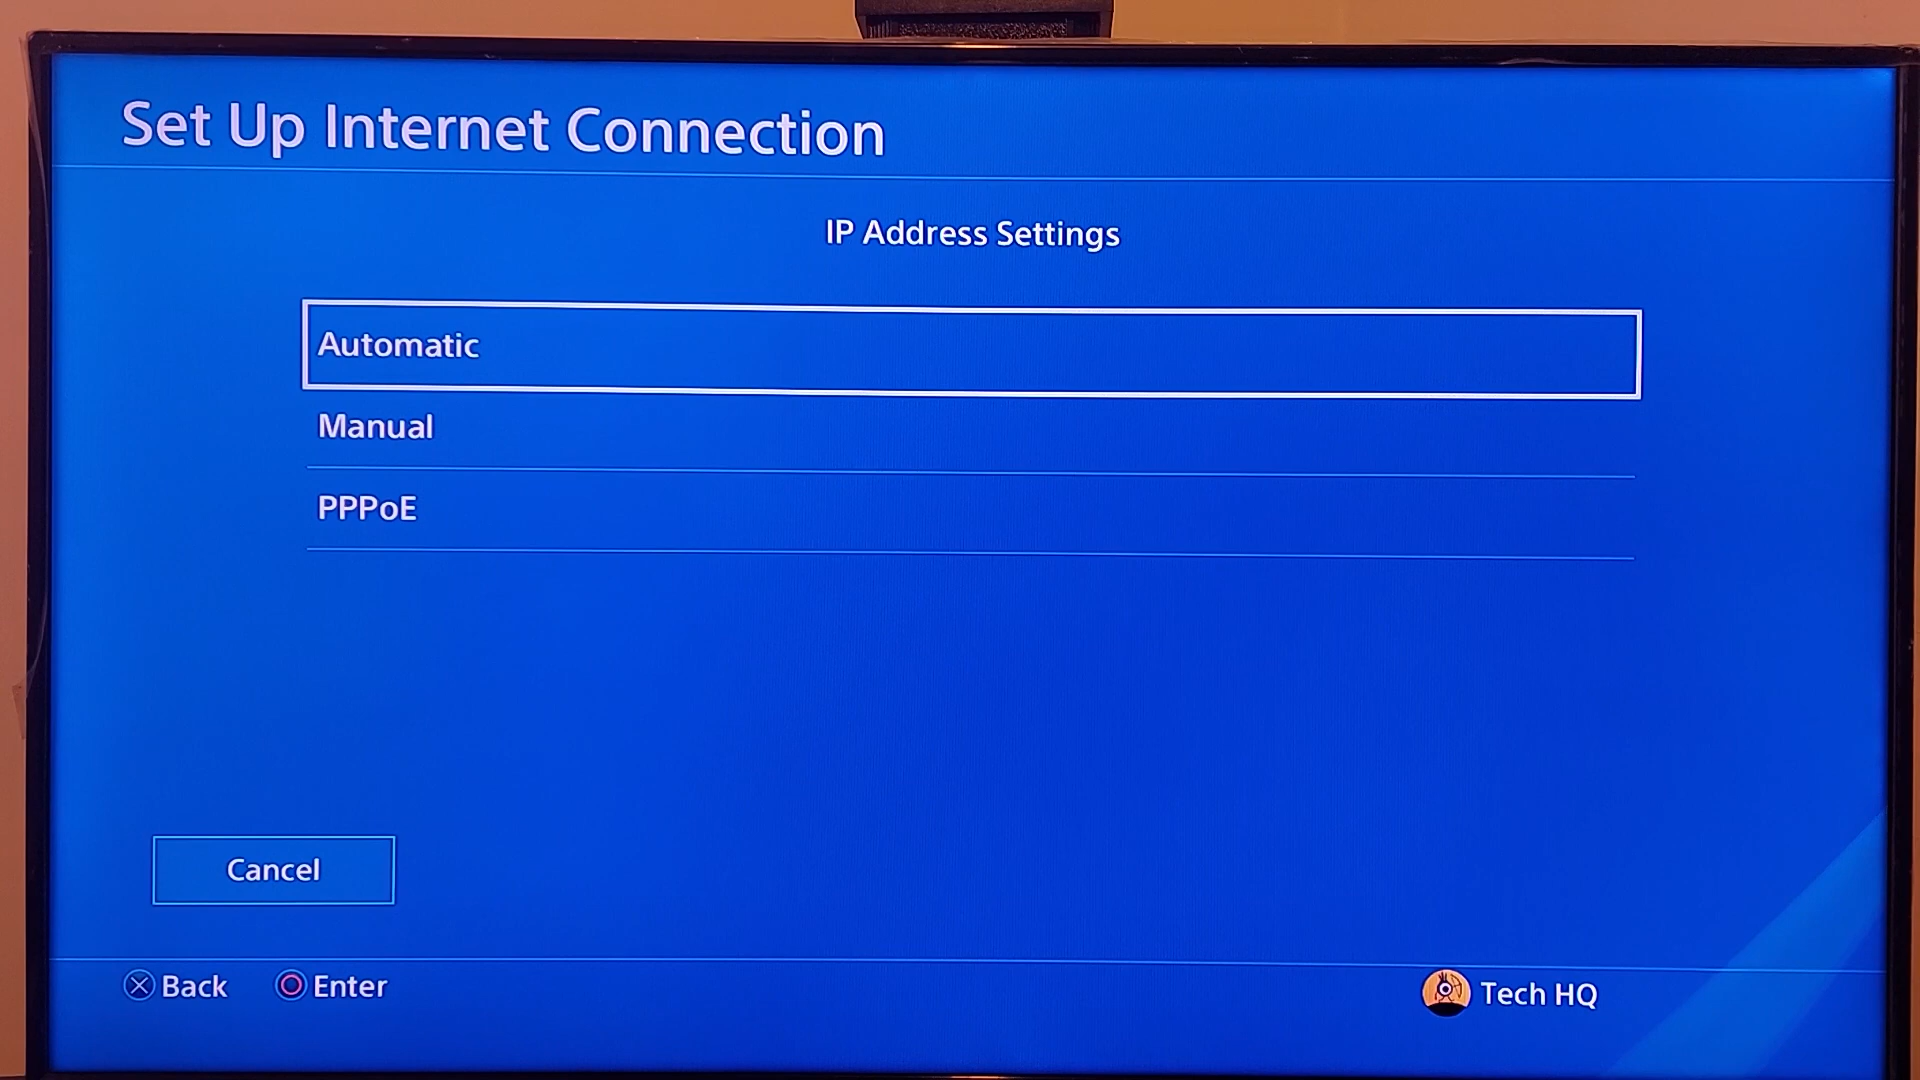 Set Up Internet Connection
IP Address Settings
Automatic
Manual
PPPoE
Cancel
Back Enter Tech HQ